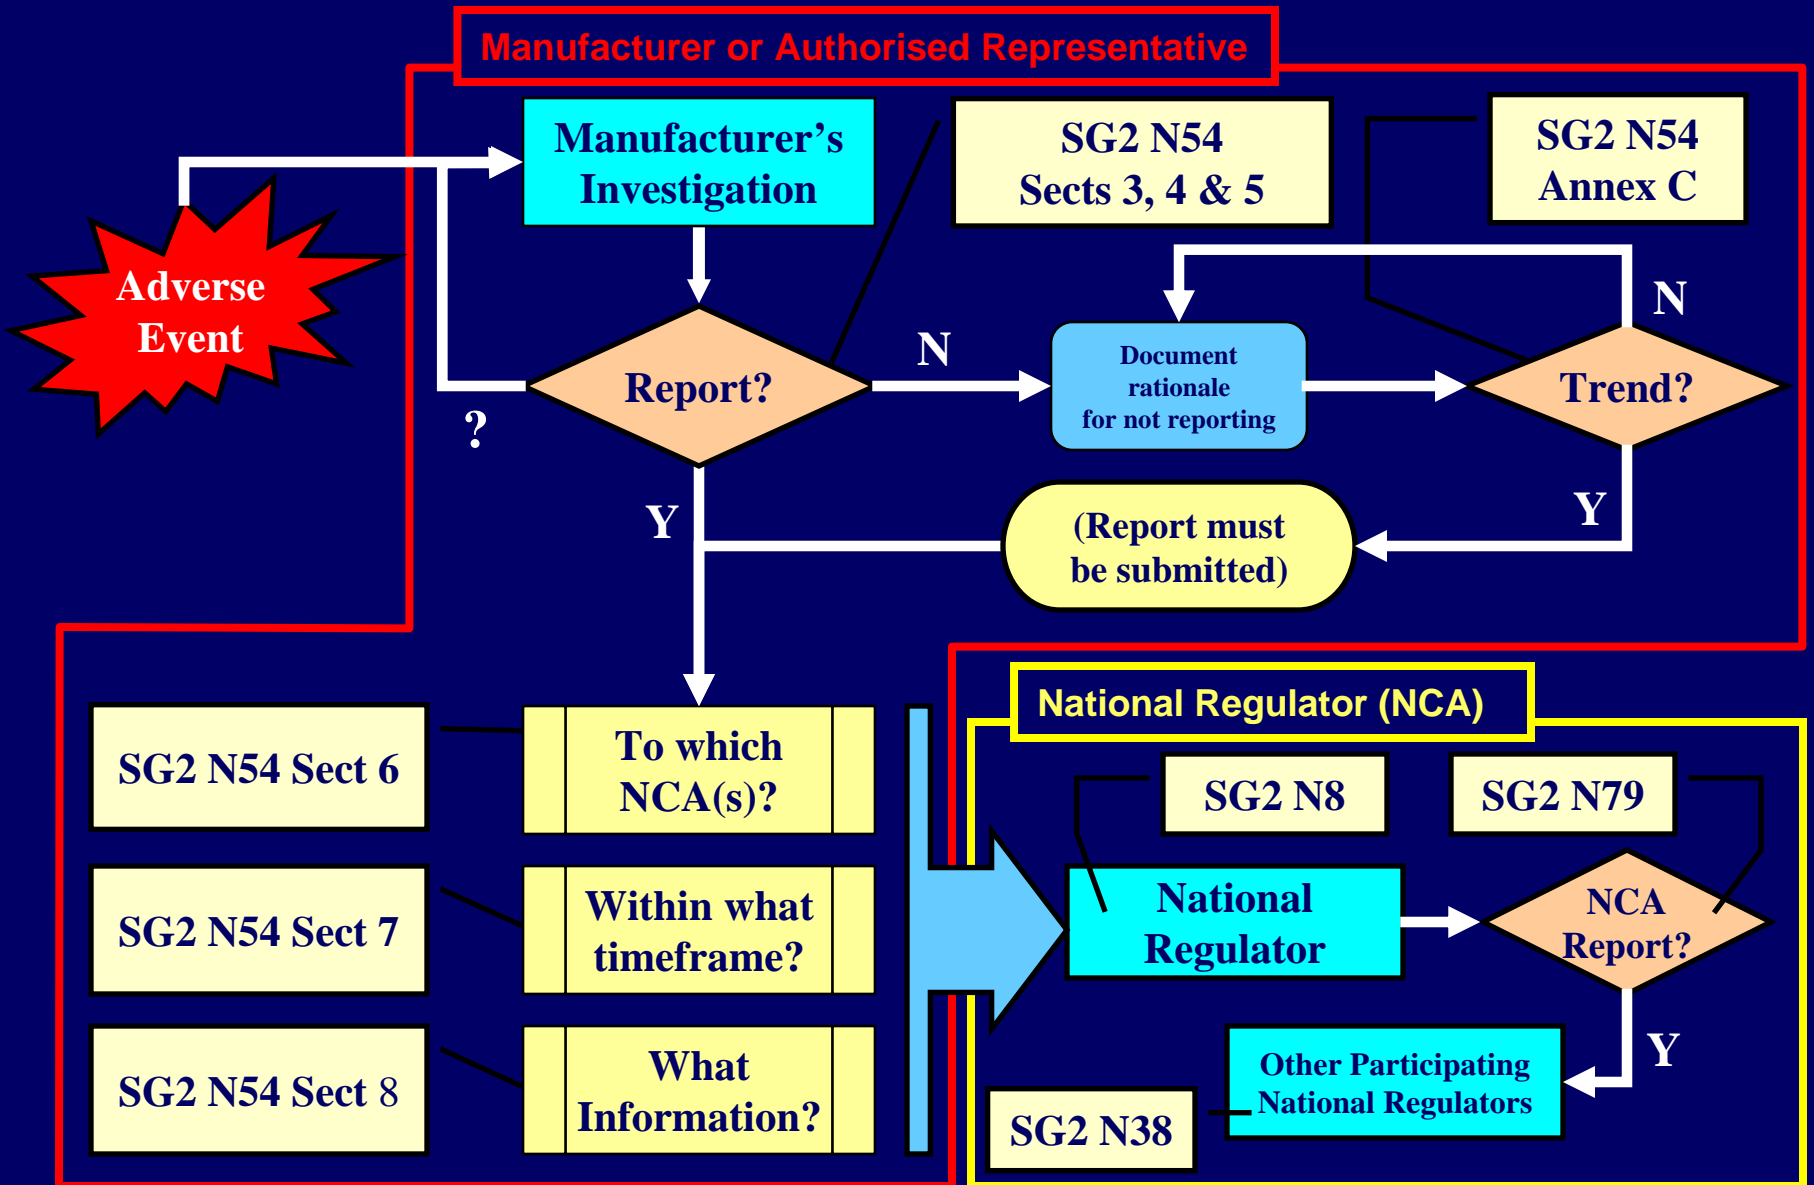 Manufacturer or Authorised Representative
Manufacturer's
Investigation
SG2 N54
Sects 3, 4 & 5
SG2 N54
Annex C
Adverse
Event
Report?
N
Document
rationale
for not reporting
Trend?
N
?
Y
(Report must
be submitted)
Y
SG2 N54 Sect 6
To which
NCA(s)?
SG2 N54 Sect 7
Within what
timeframe?
SG2 N54 Sect 8
What
Information?
National Regulator (NCA)
SG2 N8
SG2 N79
National
Regulator
NCA
Report?
Y
Other Participating
National Regulators
SG2 N38